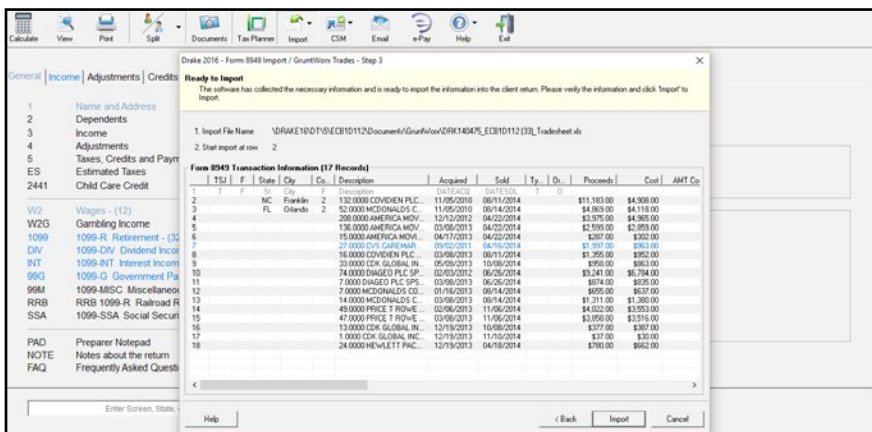 Calculate View Print Split Documents Tax Planner Import CSM Email e-Pay Help Exit
Drake 2016 - Form 8949 Import / GruntWorx Trades - Step 3
General Income Adjustments Credits
Ready to Import
The software has collected the necessary information and is ready to import the information into the client return. Please verify the information and click 'Import' to
Import.
1 Name and Address
2 Dependents
3 Income
4 Adjustments
5 Taxes, Credits and Paym
ES Estimated Taxes
2441 Child Care Credit
W2 Wages - (12)
W2G Gambling Income
1099 1099-R Retirement - (32
DIV 1099-DIV Dividend Incor
INT 1099-INT Interest Incom
99G 1099-G Government Pa
99M 1099-MISC Miscellaneou
RRB RRB 1099-R Railroad R
SSA 1099-SSA Social Securi
PAD Preparer Notepad
NOTE Notes about the return
FAQ Frequently Asked Questi
Enter Screen, State,
1. Import File Name
2. Start import at row 2
Form 8949 Transaction Information (17 Records)
TSJ F State City Co... Description Acquired Sold Ty... Or... Proceeds Cost AMT Co
1 T F St City F Description DATEACQ DATESOL T O
2 NC Franklin 2 132.0000 COVIDIEN PLC... 11/05/2010 08/11/2014 $11,183.00 $4,908.00
3 FL Orlando 2 52.0000 MCDONALDS C... 11/05/2010 08/14/2014 $4,869.00 $4,118.00
4 208.0000 AMERICA MOV... 12/12/2012 04/22/2014 $3,975.00 $4,965.00
5 136.0000 AMERICA MOV... 03/08/2013 04/22/2014 $2,599.00 $2,859.00
6 15.0000 AMERICA MOVI... 04/17/2013 04/22/2014 $287.00 $302.00
7 27.0000 CVS CAREMAR... 09/02/2011 04/16/2014 $1,997.00 $963.00
8 16.0000 COVIDIEN PLC... 03/08/2013 08/11/2014 $1,355.00 $952.00
9 33.0000 CDK GLOBAL IN... 05/09/2013 10/08/2014 $958.00 $863.00
10 74.0000 DIAGEO PLC SP... 02/03/2012 06/26/2014 $9,241.00 $6,784.00
11 7.0000 DIAGEO PLC SPS... 03/08/2013 06/26/2014 $874.00 $835.00
12 7.0000 MCDONALDS CO... 01/16/2013 08/14/2014 $655.00 $637.00
13 14.0000 MCDONALDS C... 03/08/2013 08/14/2014 $1,311.00 $1,380.00
14 49.0000 PRICE T ROWE ... 02/06/2013 11/06/2014 $4,022.00 $3,553.00
15 47.0000 PRICE T ROWE ... 03/08/2013 11/06/2014 $3,858.00 $3,516.00
16 13.0000 CDK GLOBAL IN... 12/19/2013 10/08/2014 $377.00 $387.00
17 1.0000 CDK GLOBAL INC... 12/19/2013 11/10/2014 $37.00 $30.00
18 24.0000 HEWLETT PAC... 12/19/2013 04/18/2014 $780.00 $662.00
Help < Back Import Cancel